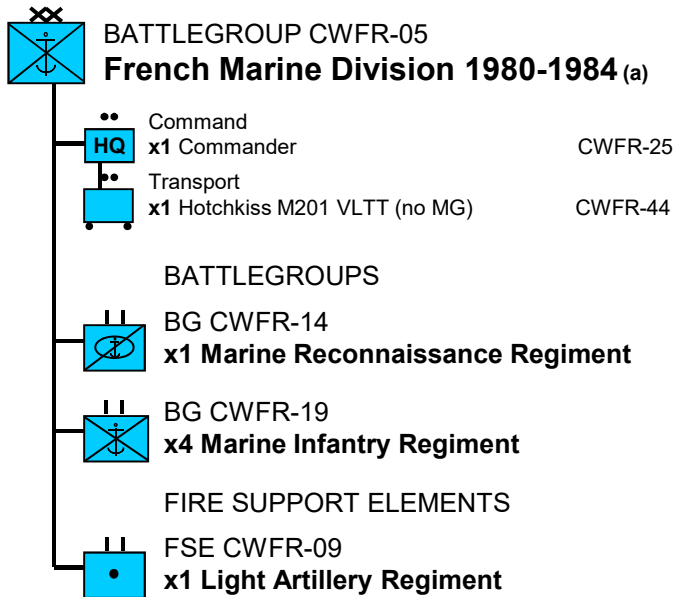 BATTLEGROUP CWFR-05
French Marine Division 1980-1984 (a)
Command
HQ x1 Commander CWFR-25
Transport
x1 Hotchkiss M201 VLTT (no MG) CWFR-44
BATTLEGROUPS
BG CWFR-14
x1 Marine Reconnaissance Regiment
BG CWFR-19
x4 Marine Infantry Regiment
FIRE SUPPORT ELEMENTS
FSE CWFR-09
x1 Light Artillery Regiment